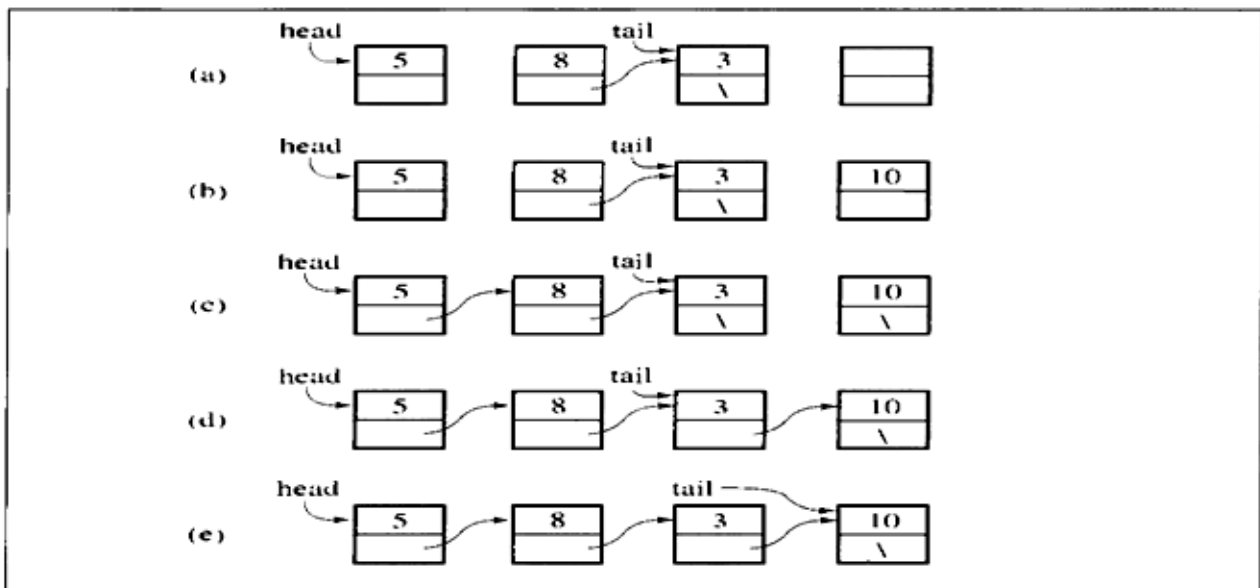 head tail
(a) 5 8 3
\
head tail
(b) 5 8 3 10
\
head tail
(c) 5 8 3 10
\ \
head tail
(d) 5 8 3 10
\
head tail
(e) 5 8 3 10
\